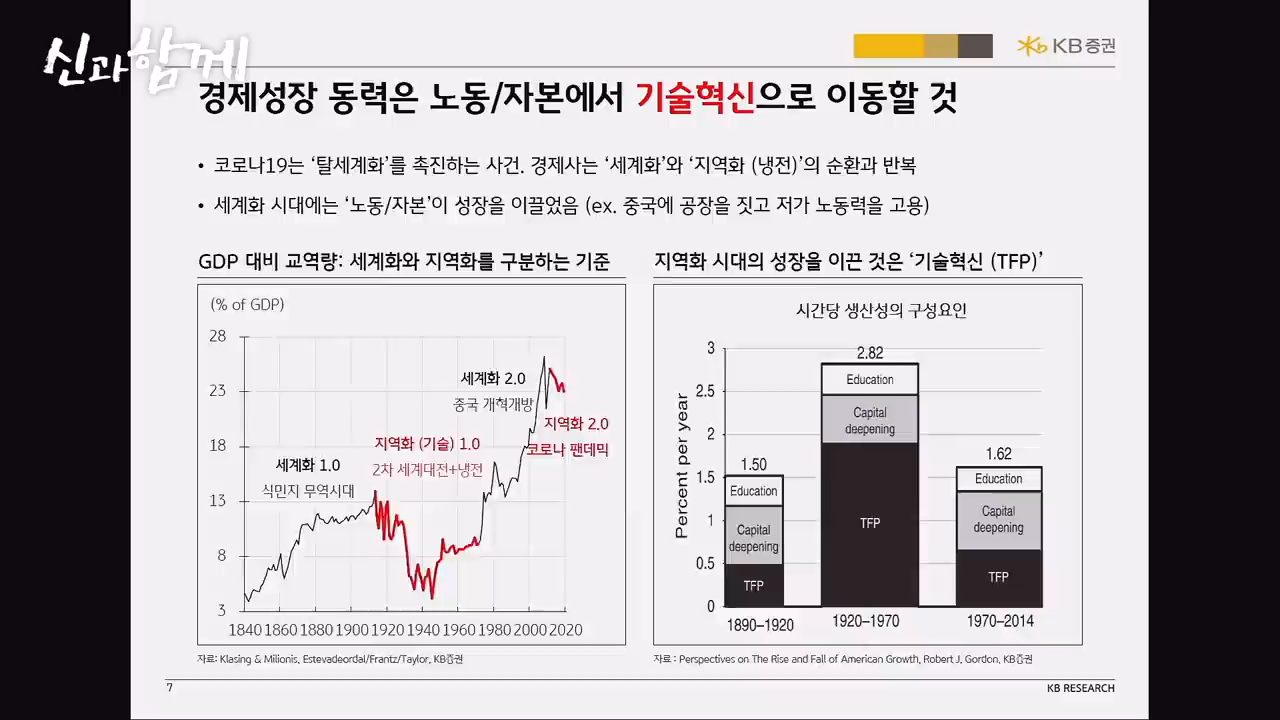 신과함께
KB증권
경제성장 동력은 노동/자본에서 기술혁신으로 이동할 것
• 코로나19는 ‘탈세계화’를 촉진하는 사건. 경제사는 ‘세계화’와 ‘지역화 (냉전)’의 순환과 반복
• 세계화 시대에는 ‘노동/자본’이 성장을 이끌었음 (ex. 중국에 공장을 짓고 저가 노동력을 고용)
GDP 대비 교역량: 세계화와 지역화를 구분하는 기준
(% of GDP)
28
23
18
13
8
3
세계화 2.0
중국 개혁개방
지역화 2.0
코로나 팬데믹
지역화 (기술) 1.0
2차 세계대전+냉전
세계화 1.0
식민지 무역시대
1840 1860 1880 1900 1920 1940 1960 1980 2000 2020
자료: Klasing & Milionis, Estevadeordal/Frantz/Taylor, KB증권
지역화 시대의 성장을 이끈 것은 ‘기술혁신 (TFP)’
시간당 생산성의 구성요인
Percent per year
3
2.5
2
1.5
1
0.5
0
1.50
Education
Capital
deepening
TFP
2.82
Education
Capital
deepening
TFP
1.62
Education
Capital
deepening
TFP
1890–1920
1920–1970
1970–2014
자료 : Perspectives on The Rise and Fall of American Growth, Robert J. Gordon, KB증권
7
KB RESEARCH